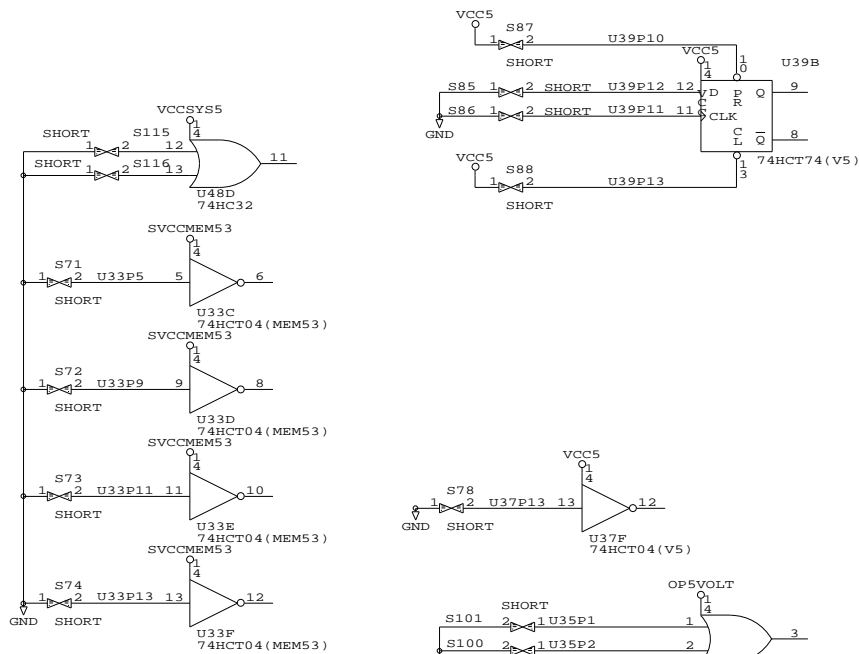 VCC5
S87
1 2 U39P10
SHORT
VCC5
1
4
1
0
U39B
S85 1 2 SHORT U39P12 12 VCC D PR Q 9
S86 1 2 SHORT U39P11 11 CLK
GND
CL Q 8
74HCT74(V5)
1
3
VCC5
S88
1 2 U39P13
SHORT
VCCSYS5
1
4
SHORT 1 2 S115 12
SHORT 1 2 S116 13
11
U48D
74HC32
SVCCMEM53
1
4
S71
1 2 U33P5 5 6
SHORT
U33C
74HCT04(MEM53)
SVCCMEM53
1
4
S72
1 2 U33P9 9 8
SHORT
U33D
74HCT04(MEM53)
SVCCMEM53
1
4
S73
1 2 U33P11 11 10
SHORT
U33E
74HCT04(MEM53)
SVCCMEM53
1
4
S74
1 2 U33P13 13 12
GND SHORT
U33F
74HCT04(MEM53)
VCC5
1
4
S78
1 2 U37P13 13 12
GND SHORT
U37F
74HCT04(V5)
OP5VOLT
1
4
SHORT
S101 2 1 U35P1 1
3
S100 2 1 U35P2 2